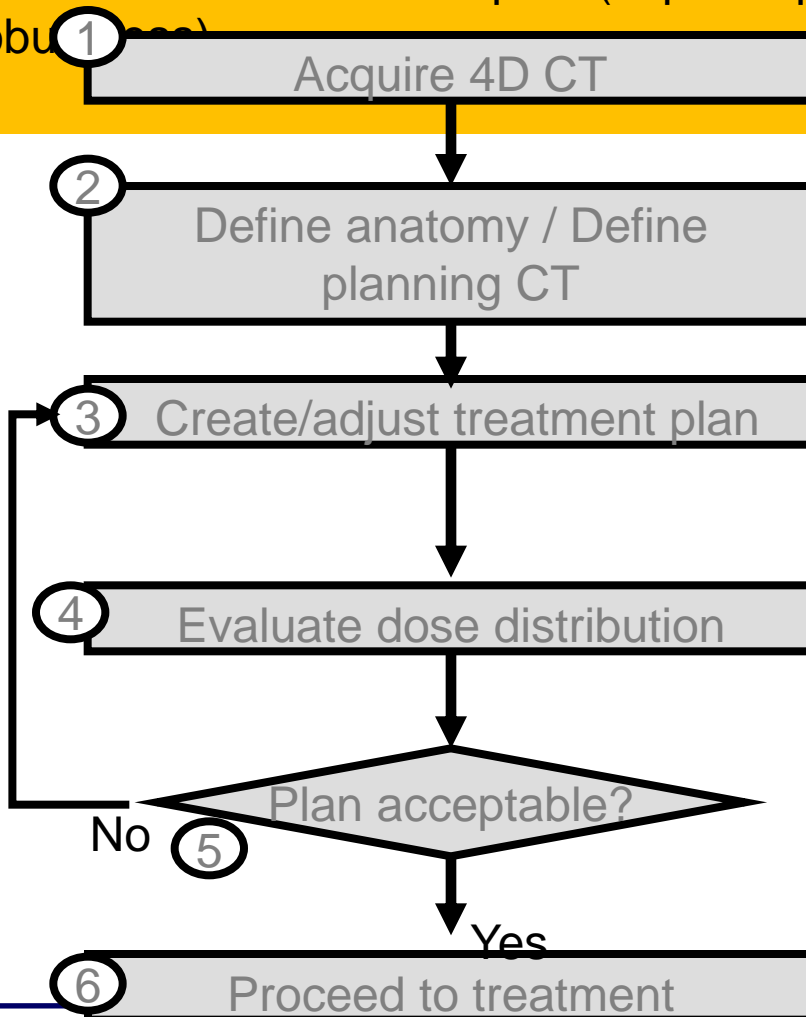 1
Acquire 4D CT
2
Define anatomy / Define
planning CT
3
Create/adjust treatment plan
4
Evaluate dose distribution
Plan acceptable?
No
5
Yes
6
Proceed to treatment